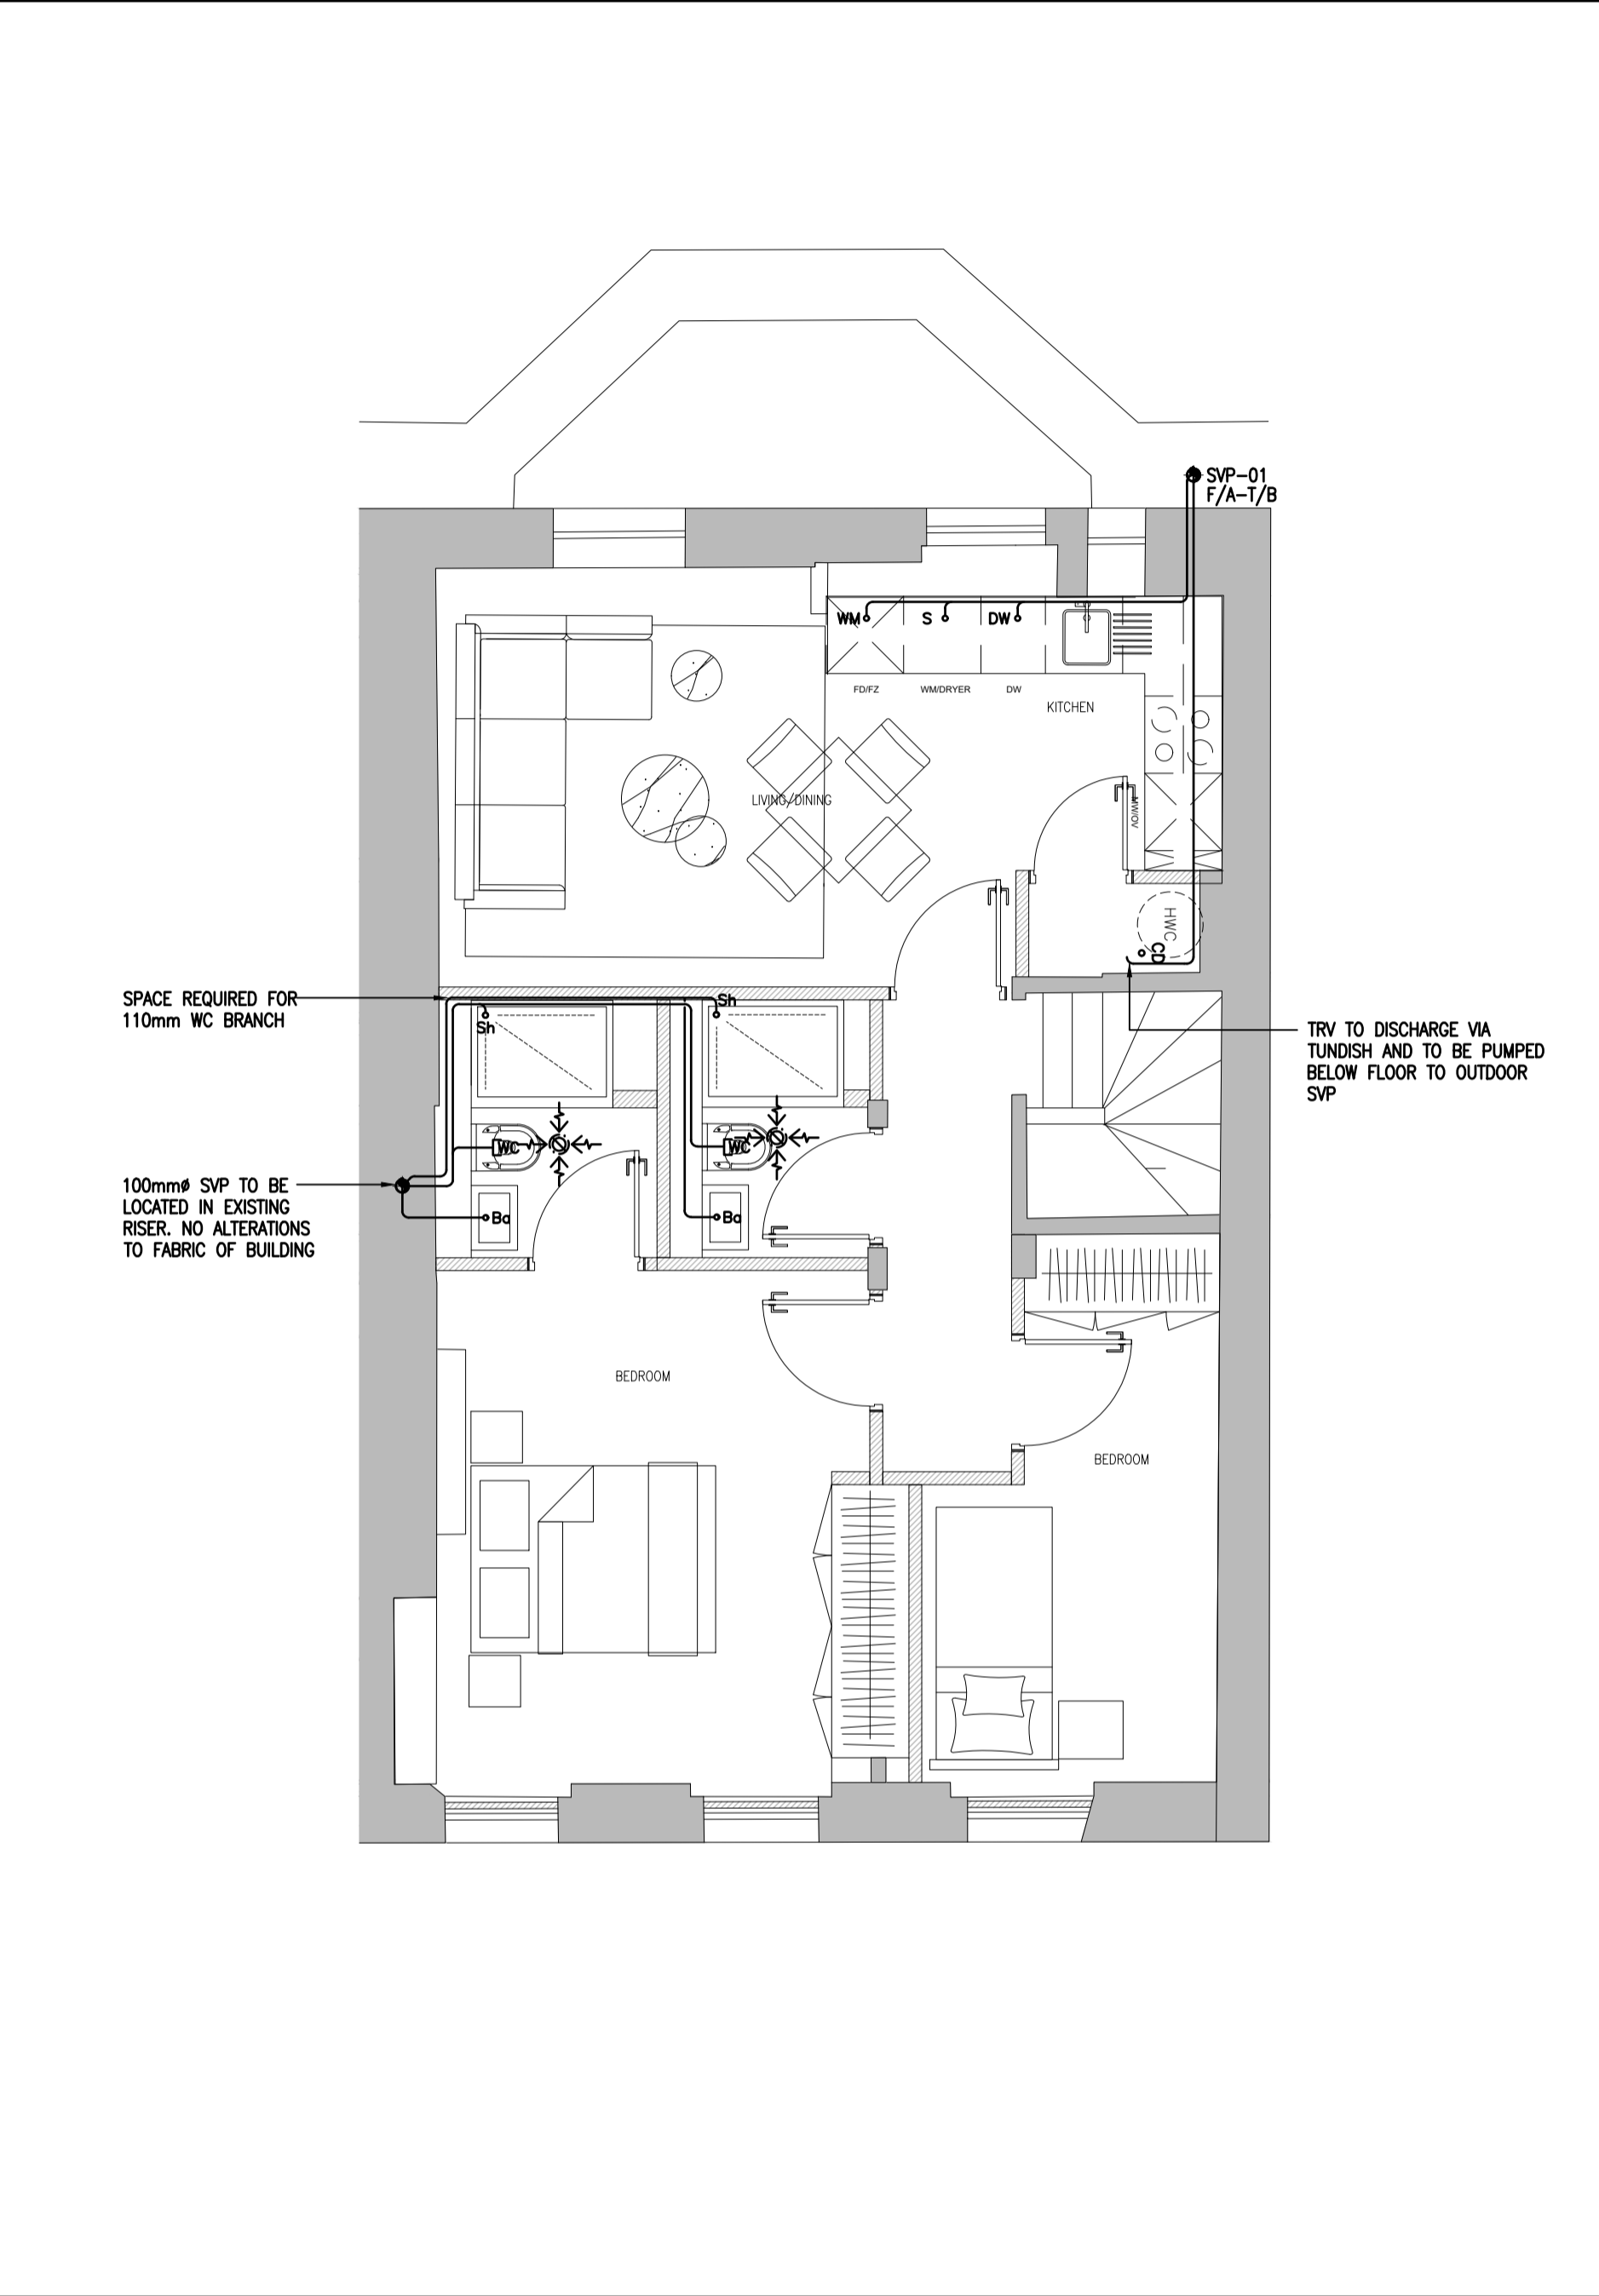 SVP-01
F/A-T/B
WM
S
DW
FD/FZ
WM/DRYER
DW
KITCHEN
LIVING/DINING
MW/OV
HWC
CD
SPACE REQUIRED FOR
110mm WC BRANCH
Sh
Sh
TRV TO DISCHARGE VIA
TUNDISH AND TO BE PUMPED
BELOW FLOOR TO OUTDOOR
SVP
WC
WC
100mmø SVP TO BE
LOCATED IN EXISTING
RISER. NO ALTERATIONS
TO FABRIC OF BUILDING
Ba
Ba
BEDROOM
BEDROOM